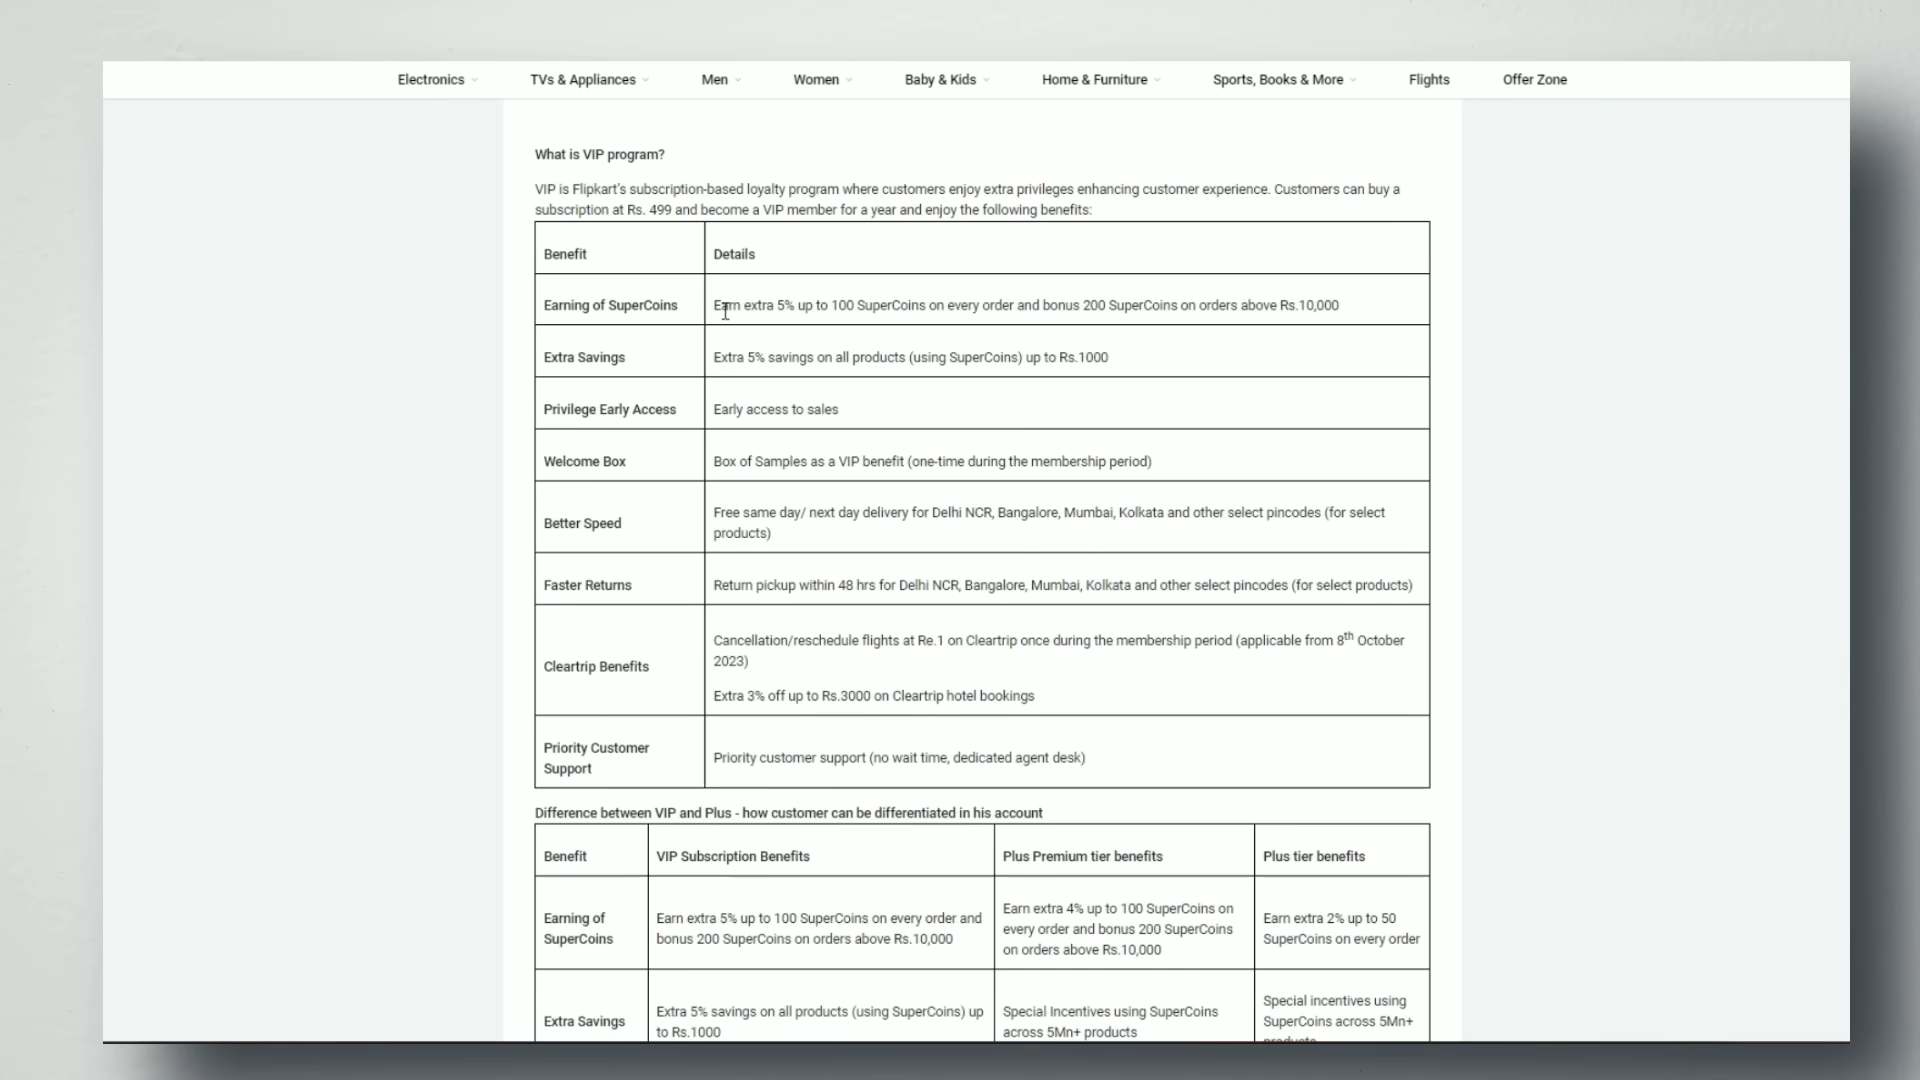 Electronics TVs & Appliances Men Women Baby & Kids Home & Furniture Sports, Books & More Flights Offer Zone
What is VIP program?
VIP is Flipkart's subscription-based loyalty program where customers enjoy extra privileges enhancing customer experience. Customers can buy a
subscription at Rs. 499 and become a VIP member for a year and enjoy the following benefits:
Benefit Details
Earning of SuperCoins Earn extra 5% up to 100 SuperCoins on every order and bonus 200 SuperCoins on orders above Rs.10,000
Extra Savings Extra 5% savings on all products (using SuperCoins) up to Rs.1000
Privilege Early Access Early access to sales
Welcome Box Box of Samples as a VIP benefit (one-time during the membership period)
Better Speed
Free same day/ next day delivery for Delhi NCR, Bangalore, Mumbai, Kolkata and other select pincodes (for select
products)
Faster Returns Return pickup within 48 hrs for Delhi NCR, Bangalore, Mumbai, Kolkata and other select pincodes (for select products)
Cleartrip Benefits
Cancellation/reschedule flights at Re.1 on Cleartrip once during the membership period (applicable from 8th October
2023)
Extra 3% off up to Rs.3000 on Cleartrip hotel bookings
Priority Customer
Support
Priority customer support (no wait time, dedicated agent desk)
Difference between VIP and Plus - how customer can be differentiated in his account
Benefit VIP Subscription Benefits Plus Premium tier benefits Plus tier benefits
Earning of
SuperCoins
Earn extra 5% up to 100 SuperCoins on every order and
bonus 200 SuperCoins on orders above Rs.10,000
Earn extra 4% up to 100 SuperCoins on
every order and bonus 200 SuperCoins
on orders above Rs.10,000
Earn extra 2% up to 50
SuperCoins on every order
Extra Savings
Extra 5% savings on all products (using SuperCoins) up
to Rs.1000
Special Incentives using SuperCoins
across 5Mn+ products
Special incentives using
SuperCoins across 5Mn+